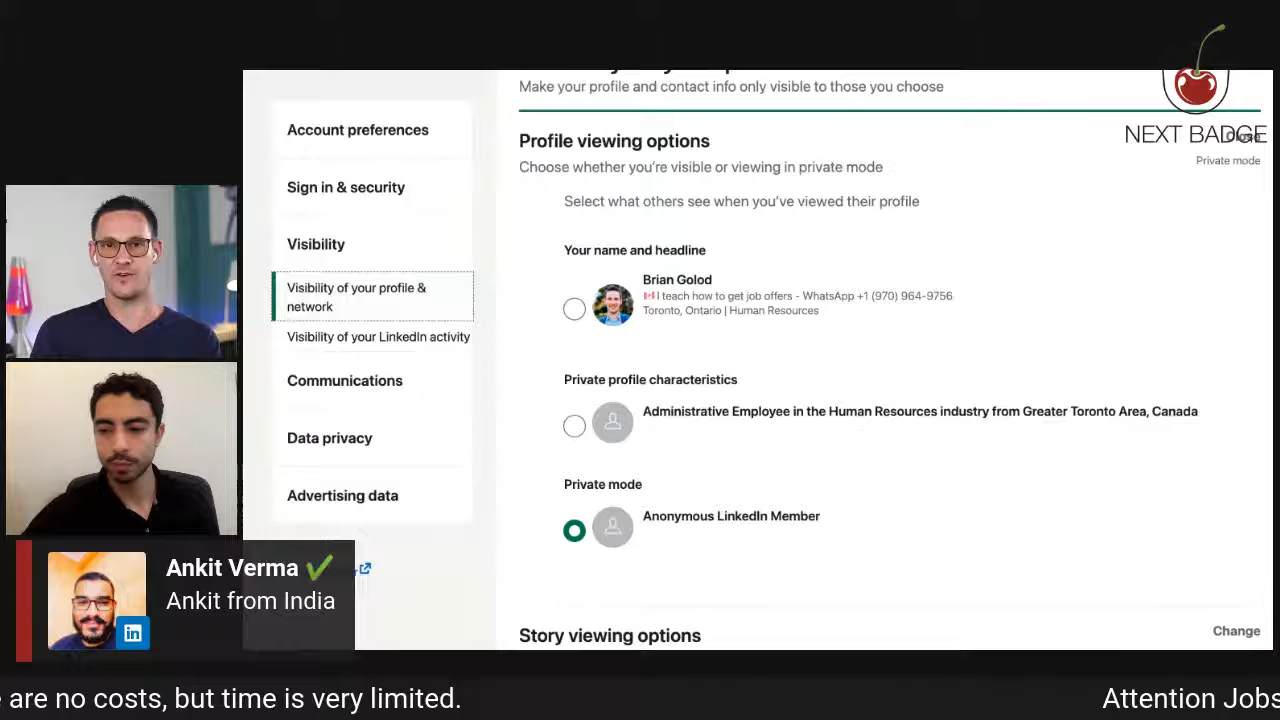 Make your profile and contact info only visible to those you choose
Account preferences
Sign in & security
Visibility
Visibility of your profile &
network
Visibility of your LinkedIn activity
Communications
Data privacy
Advertising data
Profile viewing options
Close
Choose whether you're visible or viewing in private mode
Private mode
Select what others see when you've viewed their profile
Your name and headline
Brian Golod
🇨🇦I teach how to get job offers - WhatsApp +1 (970) 964-9756
Toronto, Ontario | Human Resources
Private profile characteristics
Administrative Employee in the Human Resources industry from Greater Toronto Area, Canada
Private mode
Anonymous LinkedIn Member
Story viewing options
Change
NEXT BADGE
Ankit Verma ✔
Ankit from India
in
are no costs, but time is very limited.
Attention Jobs